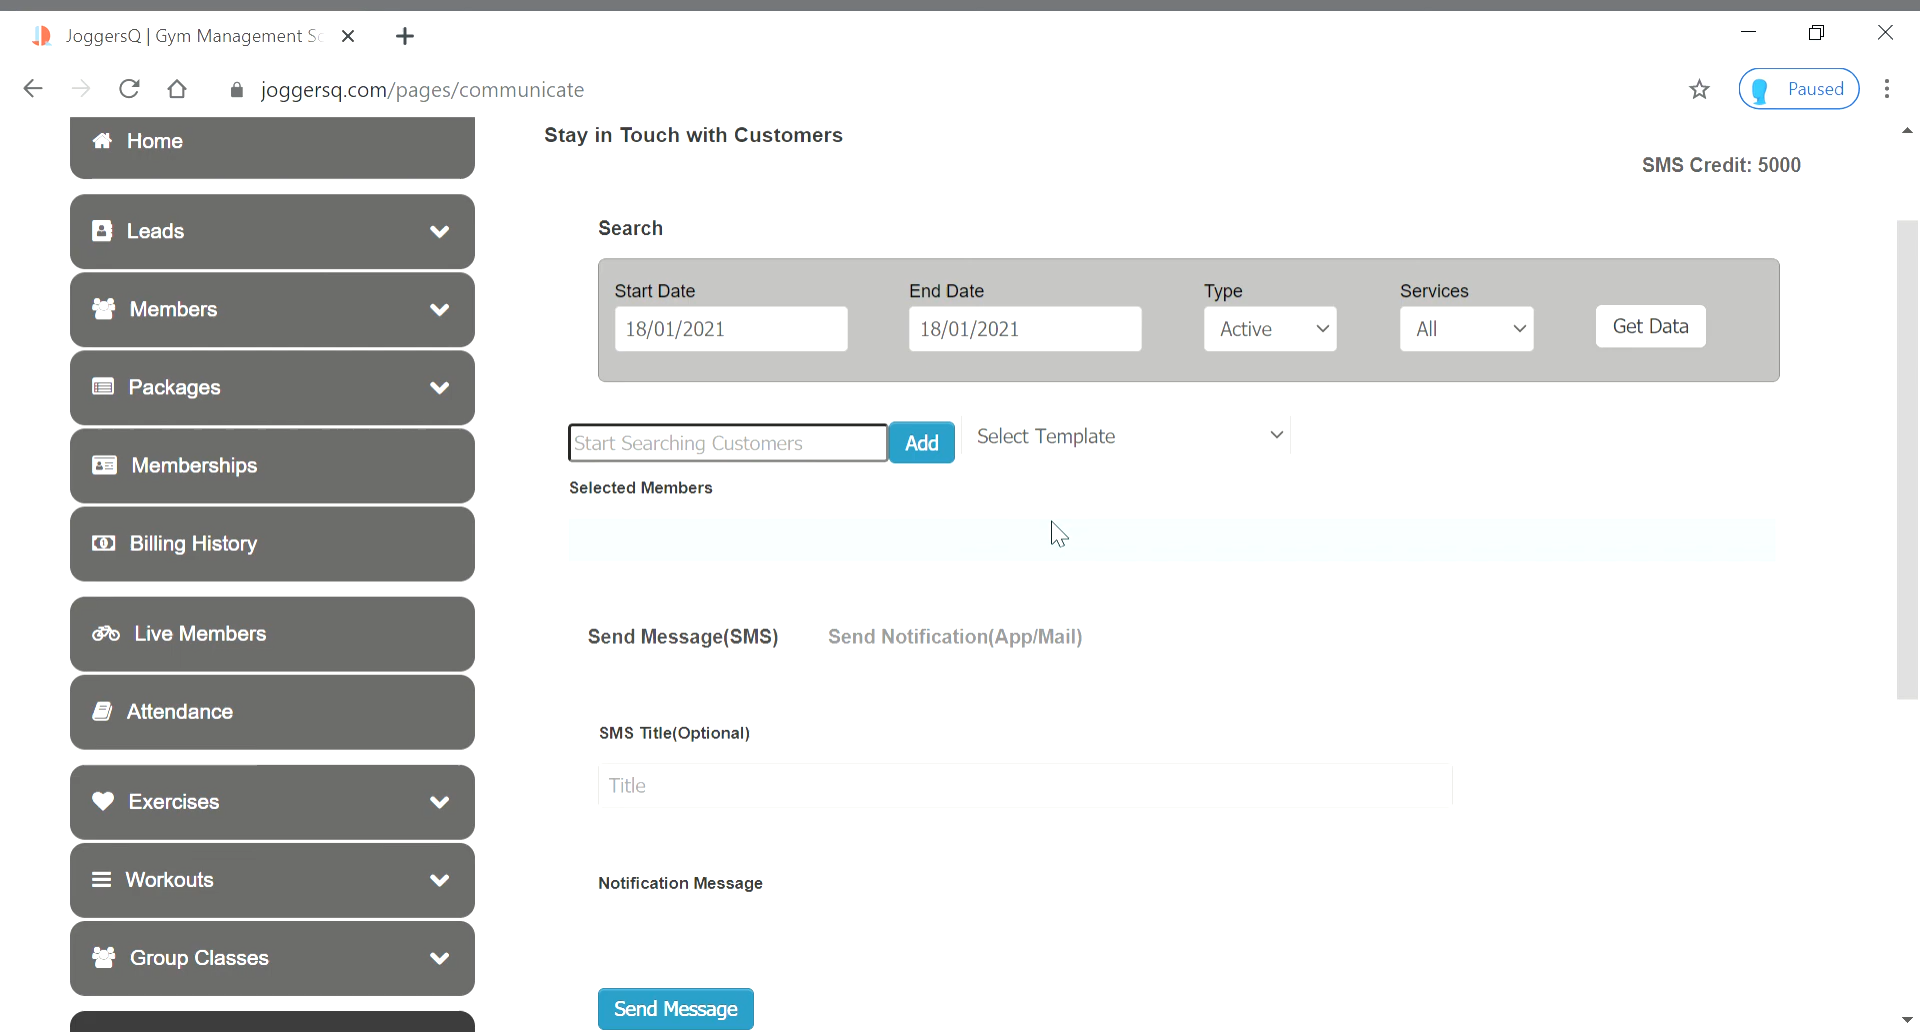 JoggersQ | Gym Management Sc
joggersq.com/pages/communicate
Paused
Home
Leads
Members
Packages
Memberships
Billing History
Live Members
Attendance
Exercises
Workouts
Group Classes
Stay in Touch with Customers
SMS Credit: 5000
Search
Start Date End Date Type Services
18/01/2021 18/01/2021 Active All Get Data
Start Searching Customers Add Select Template
Selected Members
Send Message(SMS) Send Notification(App/Mail)
SMS Title(Optional)
Title
Notification Message
Send Message